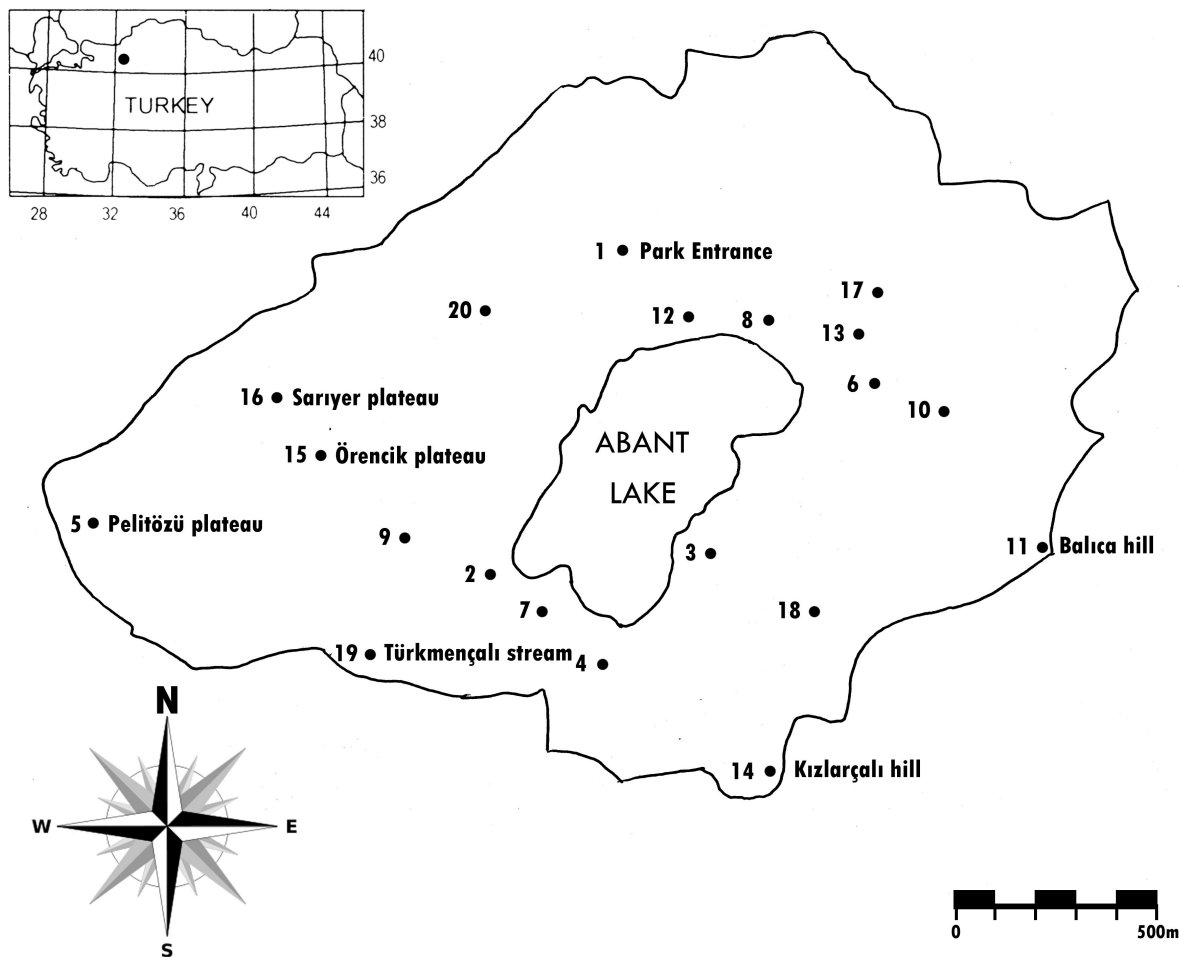 40
TURKEY
38
36
28 32 36 40 44
1 Park Entrance
17
20
12
8
13
6
16 Sarıyer plateau
10
ABANT
LAKE
15 Örencik plateau
5 Pelitözü plateau
9
3
11 Balıca hill
2
7
18
19 Türkmençalı stream
4
14 Kızlarçalı hill
N
W E
S
0 500m